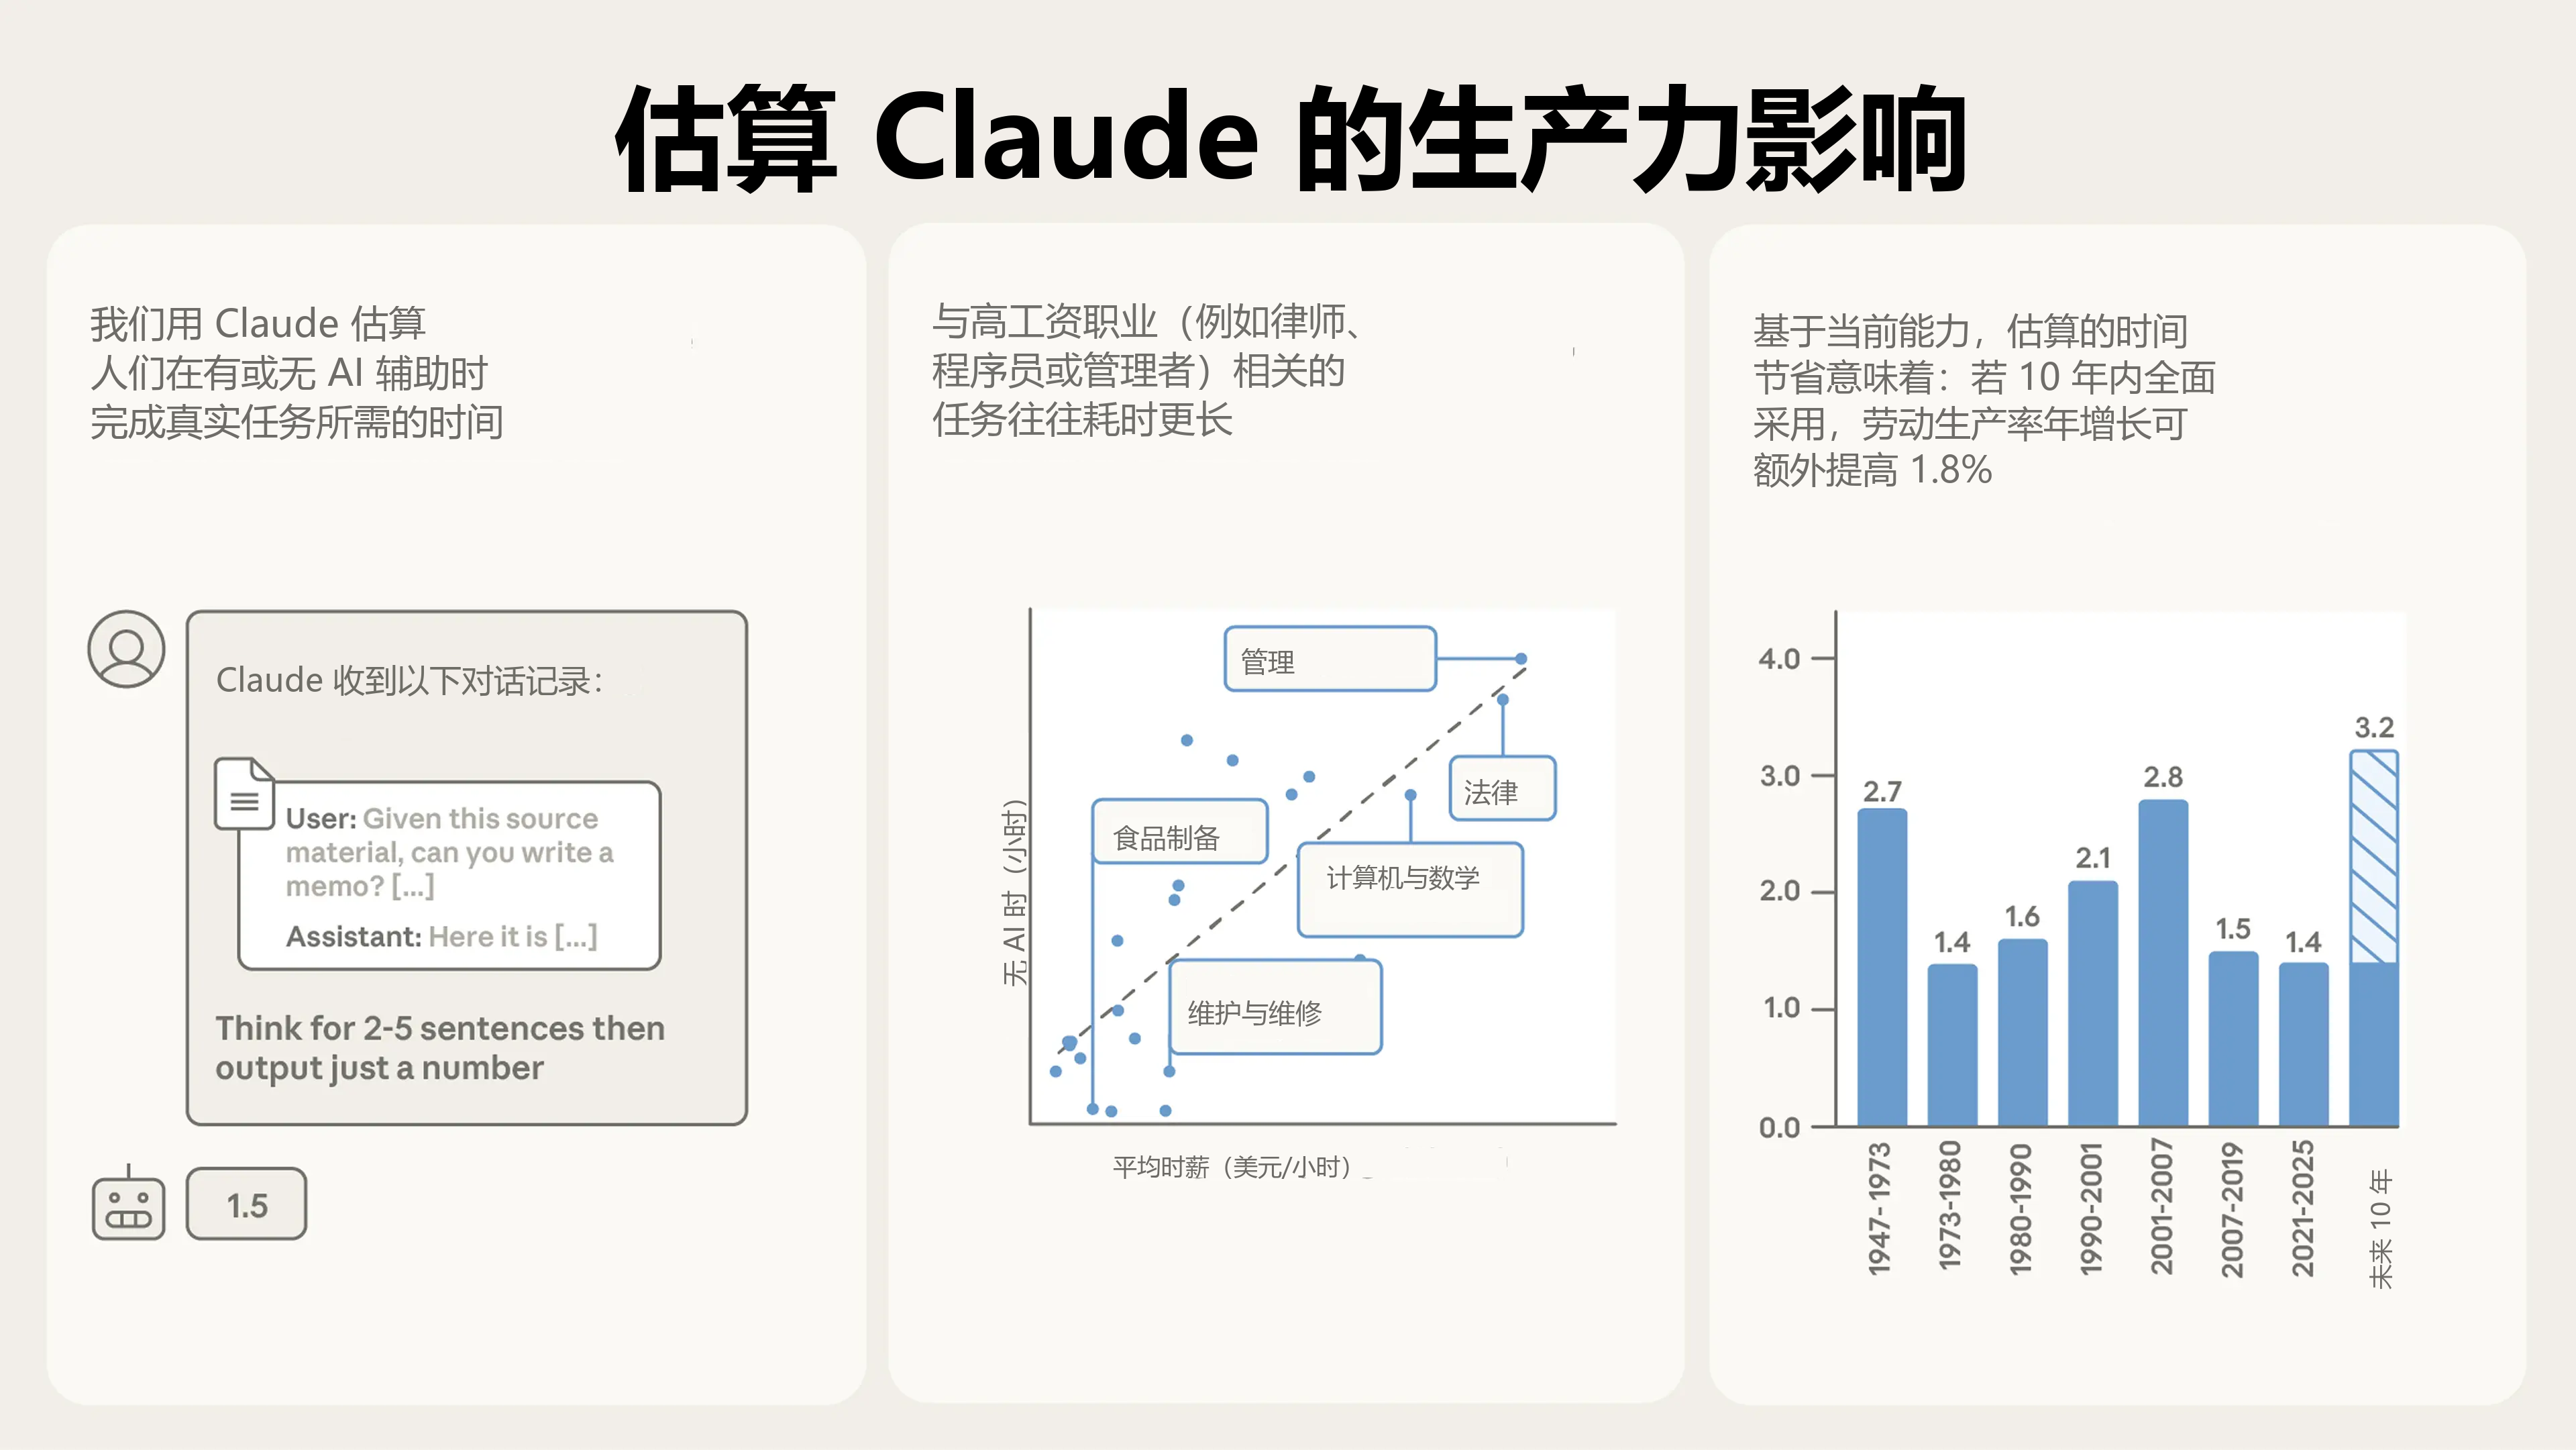 估算 Claude 的生产力影响
我们用 Claude 估算
人们在有或无 AI 辅助时
完成真实任务所需的时间
Claude 收到以下对话记录：
User: Given this source
material, can you write a
memo? [...]
Assistant: Here it is [...]
Think for 2-5 sentences then
output just a number
1.5
与高工资职业（例如律师、
程序员或管理者）相关的
任务往往耗时更长
管理
法律
食品制备
计算机与数学
维护与维修
无 AI 时（小时）
平均时薪（美元/小时）
基于当前能力，估算的时间
节省意味着：若 10 年内全面
采用，劳动生产率年增长可
额外提高 1.8%
4.0
3.0
2.0
1.0
0.0
2.7
1.4
1.6
2.1
2.8
1.5
1.4
3.2
1947-1973
1973-1980
1980-1990
1990-2001
2001-2007
2007-2019
2021-2025
未来 10 年